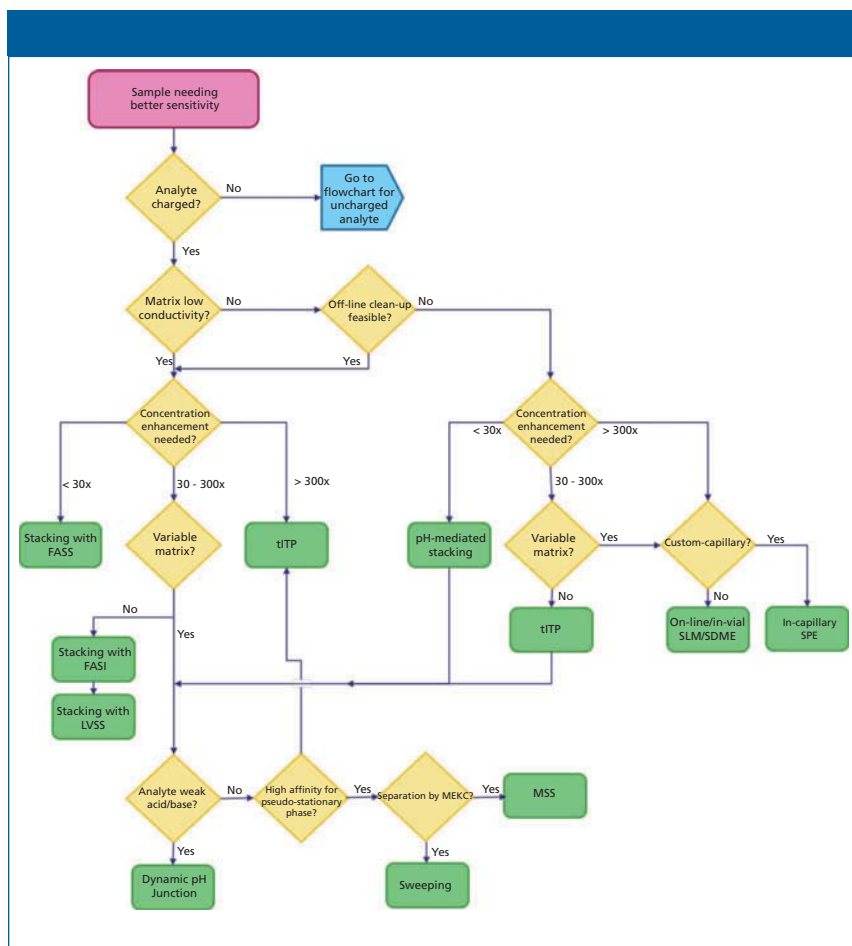 Sample needing
better sensitivity
Analyte
charged?
No
Go to
flowchart for
uncharged
analyte
Yes
Matrix low
conductivity?
No
Off-line clean-up
feasible?
No
Yes
Yes
Concentration
enhancement
needed?
< 30x
30 - 300x
> 300x
Concentration
enhancement
needed?
< 30x
> 300x
30 - 300x
Stacking with
FASS
Variable
matrix?
tITP
pH-mediated
stacking
Variable
matrix?
Yes
Custom-capillary?
Yes
No
Yes
No
No
Stacking with
FASI
Stacking with
LVSS
tITP
On-line/in-vial
SLM/SDME
In-capillary
SPE
Analyte weak
acid/base?
No
High affinity for
pseudo-stationary
phase?
Yes
Separation by MEKC?
Yes
MSS
Yes
Yes
Dynamic pH
Junction
Sweeping